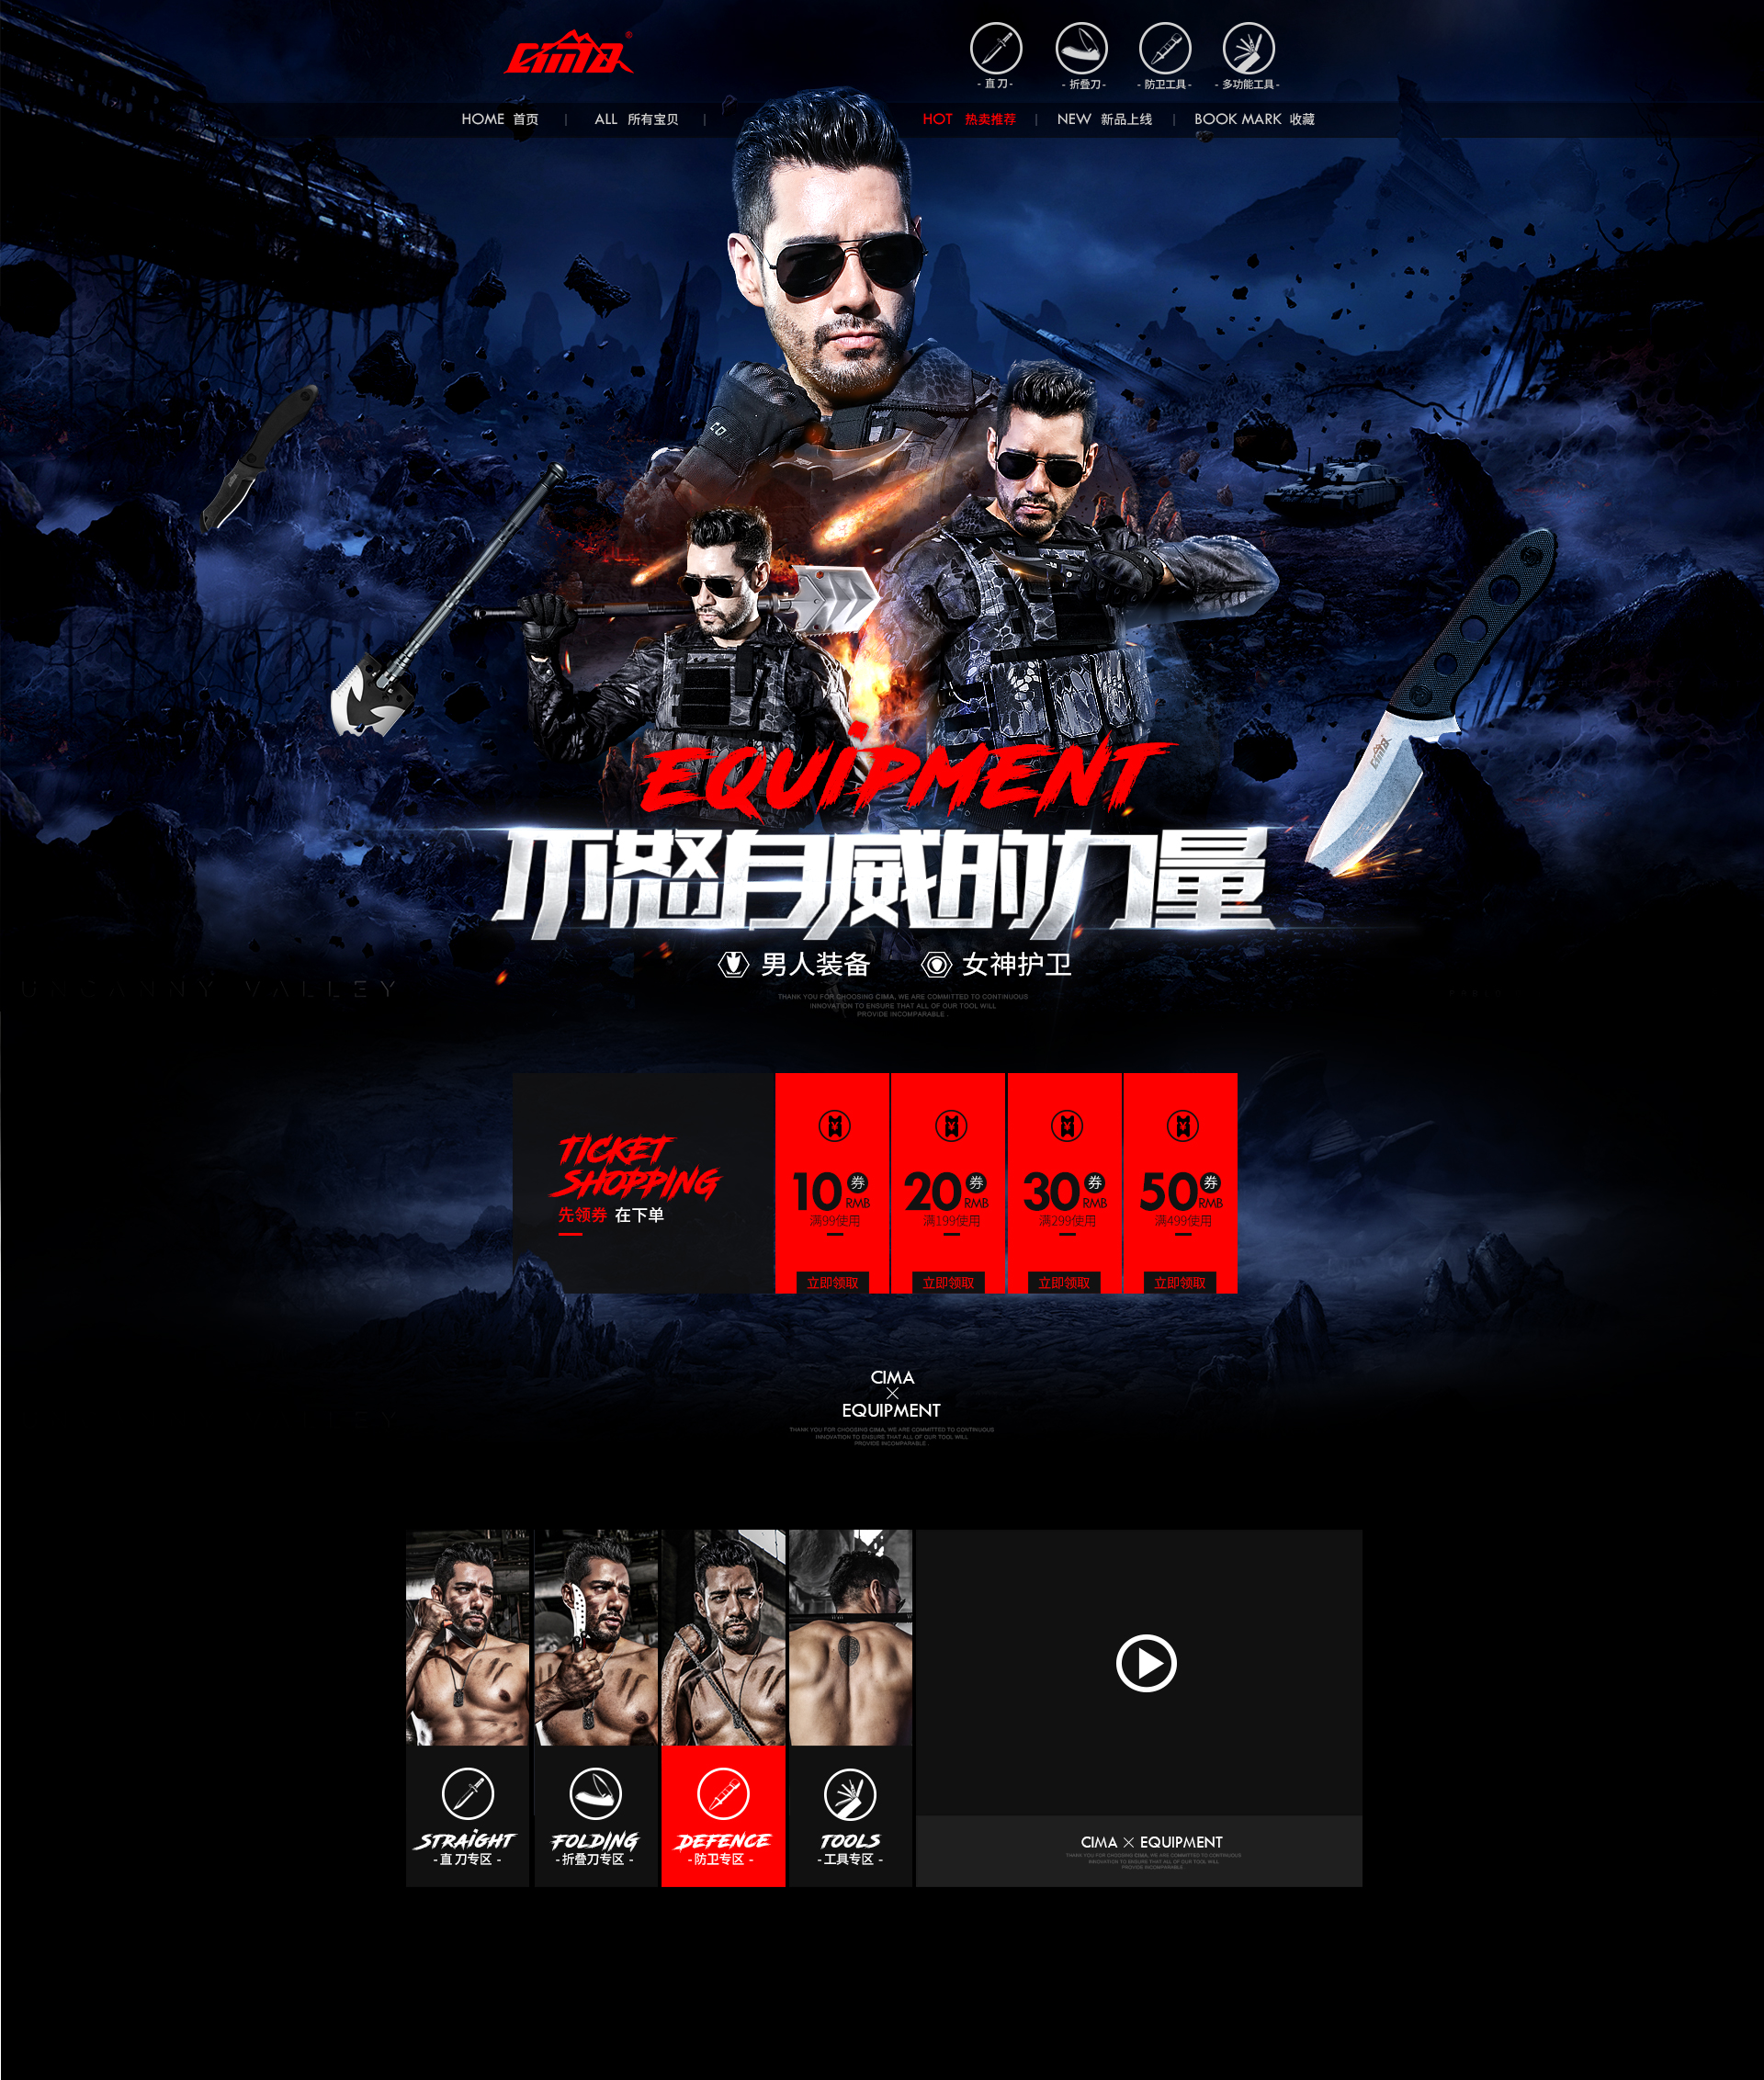 cima®
- 直刀 -
- 折叠刀 -
- 防卫工具 -
- 多功能工具 -
HOME 首页 | ALL 所有宝贝 | HOT 热卖推荐 | NEW 新品上线 | BOOK MARK 收藏
EQUIPMENT
不怒自威的力量
男人装备 女神护卫
THANK YOU FOR CHOOSING CIMA, WE ARE COMMITTED TO CONTINUOUS
INNOVATION TO ENSURE THAT ALL OF OUR TOOL WILL
PROVIDE INCOMPARABLE .
UNCANNY VALLEY
TICKET
SHOPPING
先领券 在下单
10 券 RMB
满99使用
立即领取
20 券 RMB
满199使用
立即领取
30 券 RMB
满299使用
立即领取
50 券 RMB
满499使用
立即领取
CIMA
×
EQUIPMENT
THANK YOU FOR CHOOSING CIMA, WE ARE COMMITTED TO CONTINUOUS
INNOVATION TO ENSURE THAT ALL OF OUR TOOL WILL
PROVIDE INCOMPARABLE .
STRAIGHT
- 直刀专区 -
FOLDING
- 折叠刀专区 -
DEFENCE
- 防卫专区 -
TOOLS
- 工具专区 -
CIMA × EQUIPMENT
THANK YOU FOR CHOOSING CIMA, WE ARE COMMITTED TO CONTINUOUS
INNOVATION TO ENSURE THAT ALL OF OUR TOOL WILL
PROVIDE INCOMPARABLE